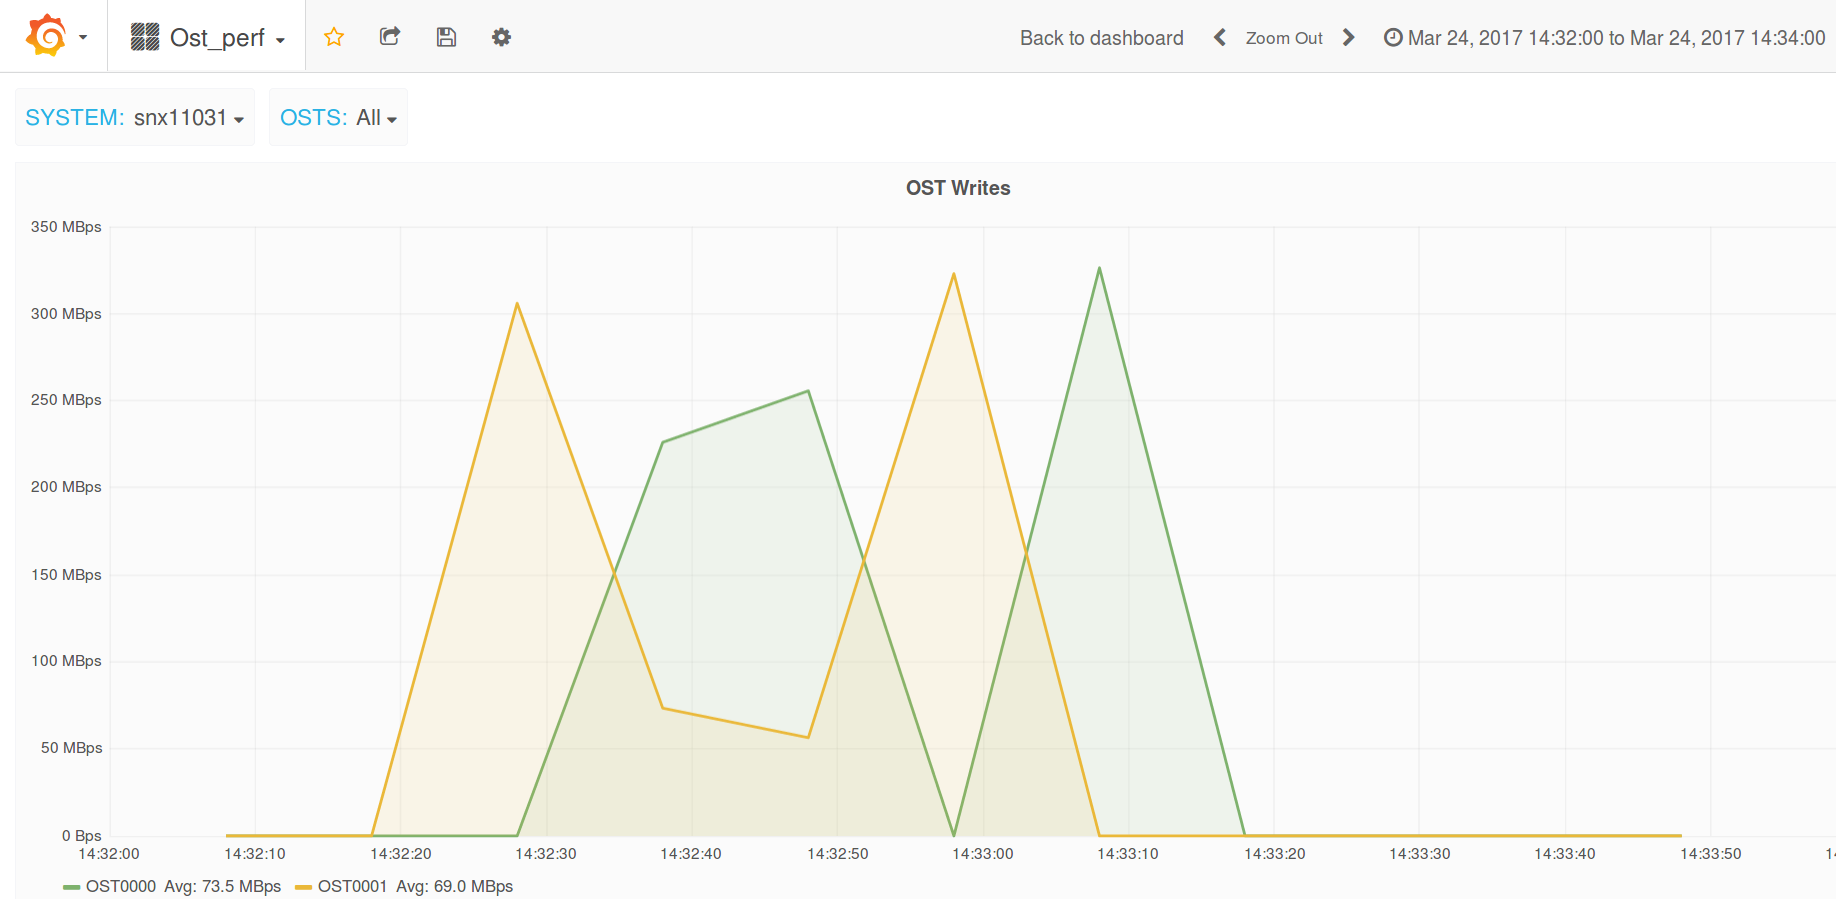 Ost_perf
Back to dashboard Zoom Out Mar 24, 2017 14:32:00 to Mar 24, 2017 14:34:00
SYSTEM: snx11031 OSTS: All
OST Writes
350 MBps
300 MBps
250 MBps
200 MBps
150 MBps
100 MBps
50 MBps
0 Bps
14:32:00 14:32:10 14:32:20 14:32:30 14:32:40 14:32:50 14:33:00 14:33:10 14:33:20 14:33:30 14:33:40 14:33:50
OST0000 Avg: 73.5 MBps OST0001 Avg: 69.0 MBps